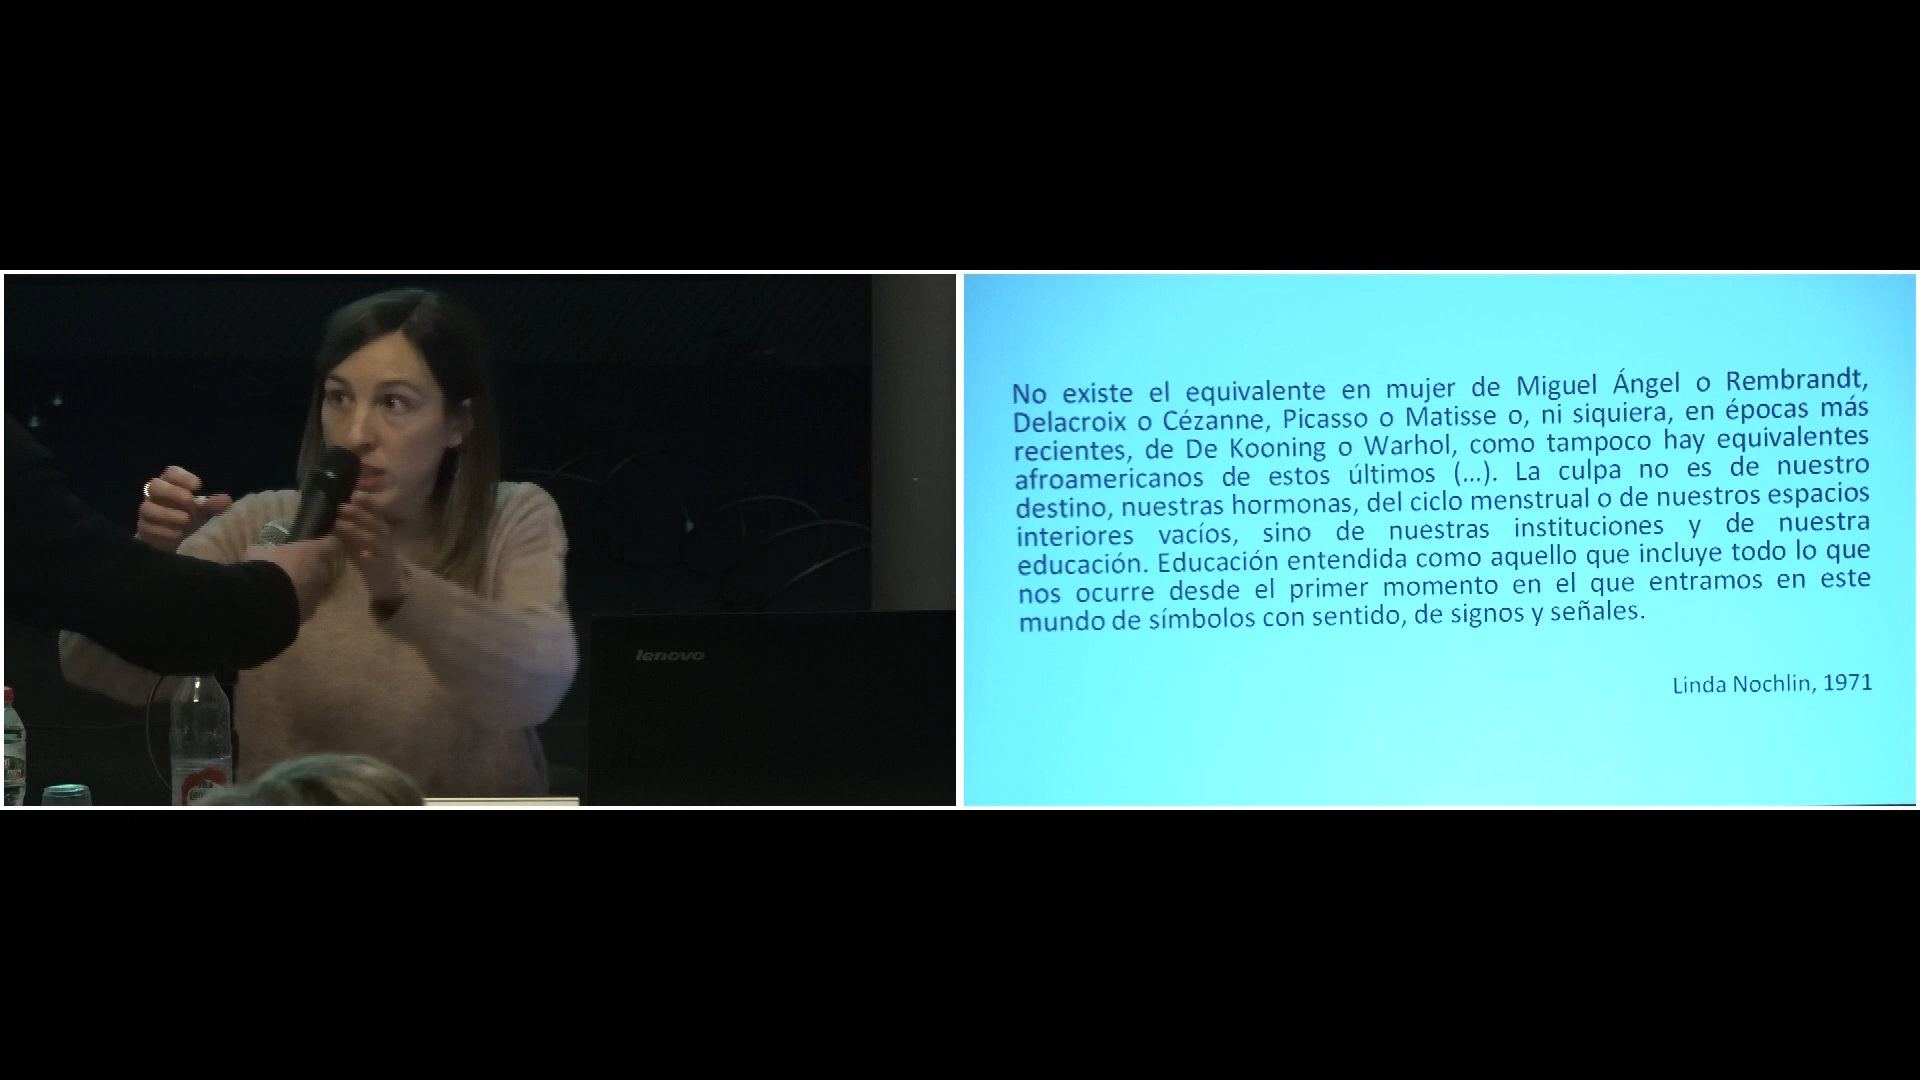 lenovo
No existe el equivalente en mujer de Miguel Ángel o Rembrandt,
Delacroix o Cézanne, Picasso o Matisse o, ni siquiera, en épocas más
recientes, de De Kooning o Warhol, como tampoco hay equivalentes
afroamericanos de estos últimos (...). La culpa no es de nuestro
destino, nuestras hormonas, del ciclo menstrual o de nuestros espacios
interiores vacíos, sino de nuestras instituciones y de nuestra
educación. Educación entendida como aquello que incluye todo lo que
nos ocurre desde el primer momento en el que entramos en este
mundo de símbolos con sentido, de signos y señales.
Linda Nochlin, 1971